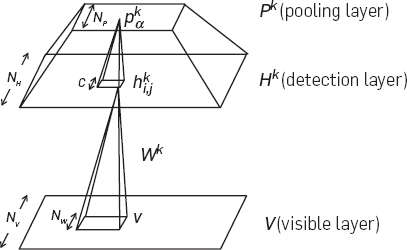 N_P p^k_α P^k (pooling layer)
N_H C h^k_{i,j} H^k (detection layer)
W^k
N_V N_W v V (visible layer)